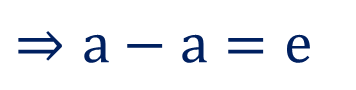 ⇒ a − a = e